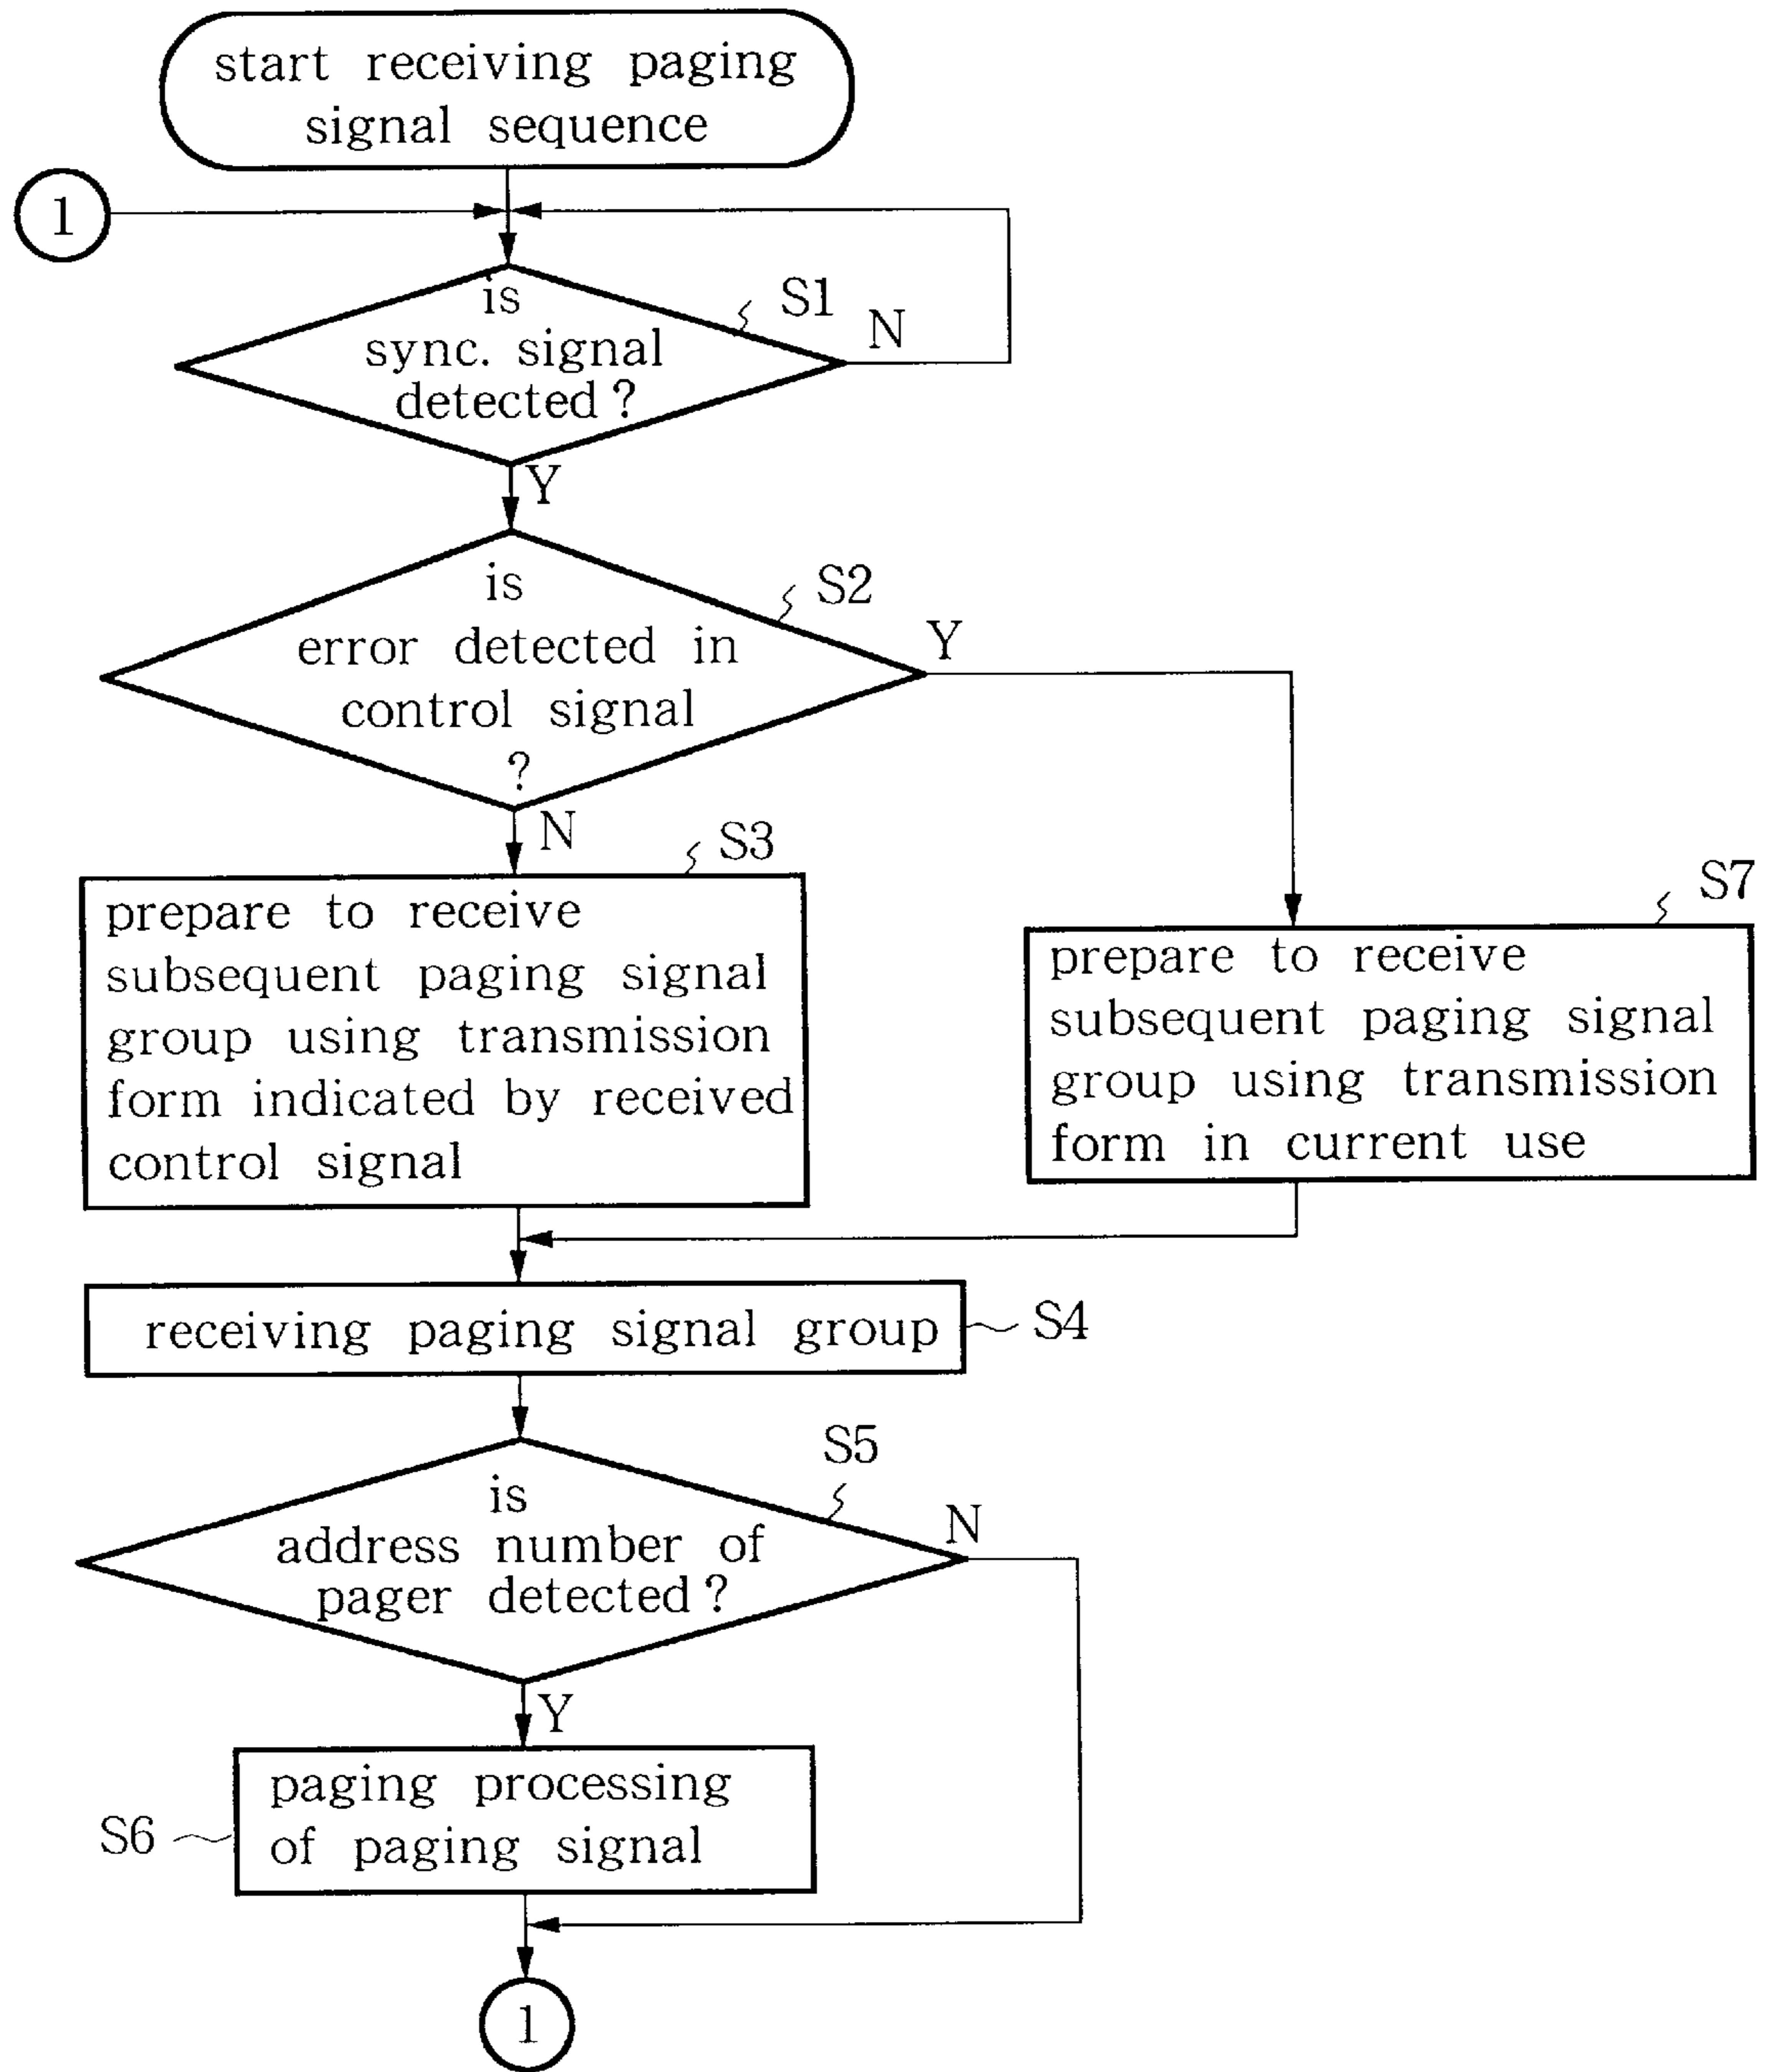 start receiving paging
signal sequence
1
is
sync. signal
detected ?
S1
N
Y
is
error detected in
control signal
?
S2
Y
N
S3
prepare to receive
subsequent paging signal
group using transmission
form indicated by received
control signal
S7
prepare to receive
subsequent paging signal
group using transmission
form in current use
receiving paging signal group
S4
is
address number of
pager detected ?
S5
N
Y
paging processing
of paging signal
S6
1